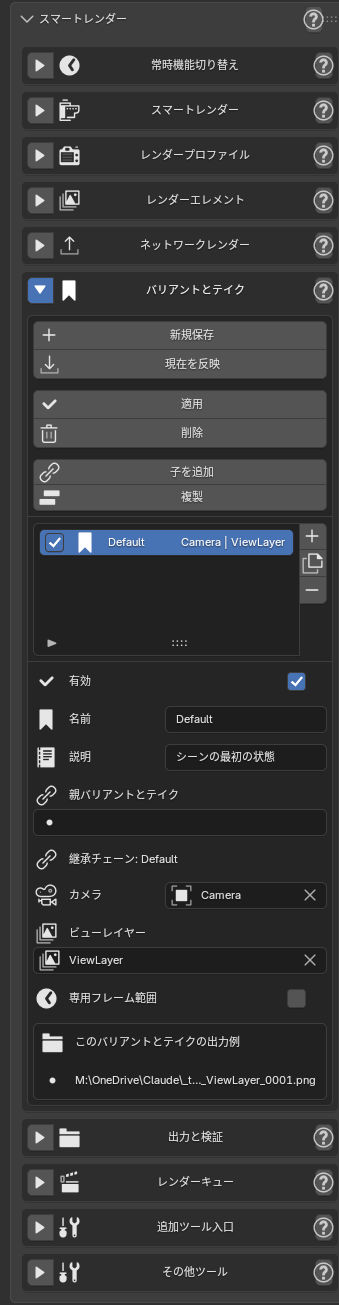 スマートレンダー
常時機能切り替え
スマートレンダー
レンダープロファイル
レンダーエレメント
ネットワークレンダー
バリアントとテイク
新規保存
現在を反映
適用
削除
子を追加
複製
Default Camera | ViewLayer
有効
名前 Default
説明 シーンの最初の状態
親バリアントとテイク
継承チェーン: Default
カメラ Camera
ビューレイヤー
ViewLayer
専用フレーム範囲
このバリアントとテイクの出力例
M:\OneDrive\Claude\_t..._ViewLayer_0001.png
出力と検証
レンダーキュー
追加ツール入口
その他ツール